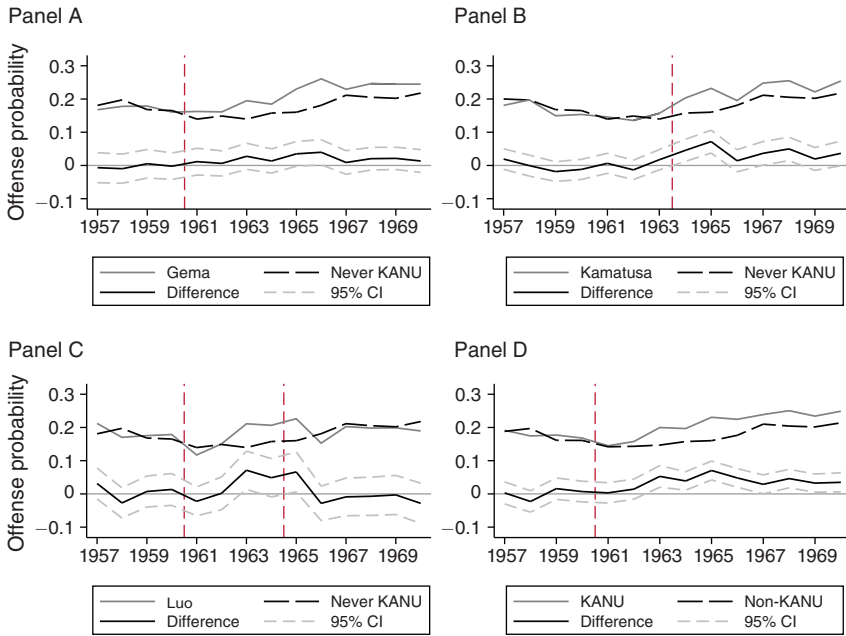 Panel A
Offense probability
0.3
0.2
0.1
0
−0.1
1957 1959 1961 1963 1965 1967 1969
Gema Never KANU
Difference 95% CI
Panel B
0.3
0.2
0.1
0
−0.1
1957 1959 1961 1963 1965 1967 1969
Kamatusa Never KANU
Difference 95% CI
Panel C
Offense probability
0.3
0.2
0.1
0
−0.1
1957 1959 1961 1963 1965 1967 1969
Luo Never KANU
Difference 95% CI
Panel D
0.3
0.2
0.1
0
−0.1
1957 1959 1961 1963 1965 1967 1969
KANU Non-KANU
Difference 95% CI